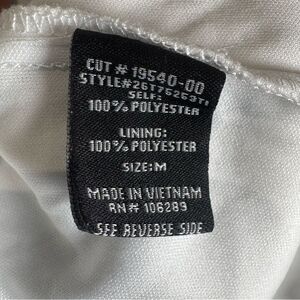 CUT # 19540-00
STYLE#26T75253T1
SELF:
100% POLYESTER
LINING:
100% POLYESTER
SIZE:M
MADE IN VIETNAM
RN# 106289
SEE REVERSE SIDE